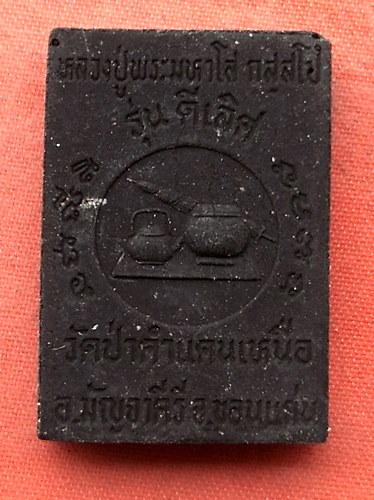 หลวงปู่พระมหาโส กสฺสโป
รุ่น ดีเลิศ
วัดป่าคำแคนเหนือ
อ.มัญจาคีรี จ.ขอนแก่น